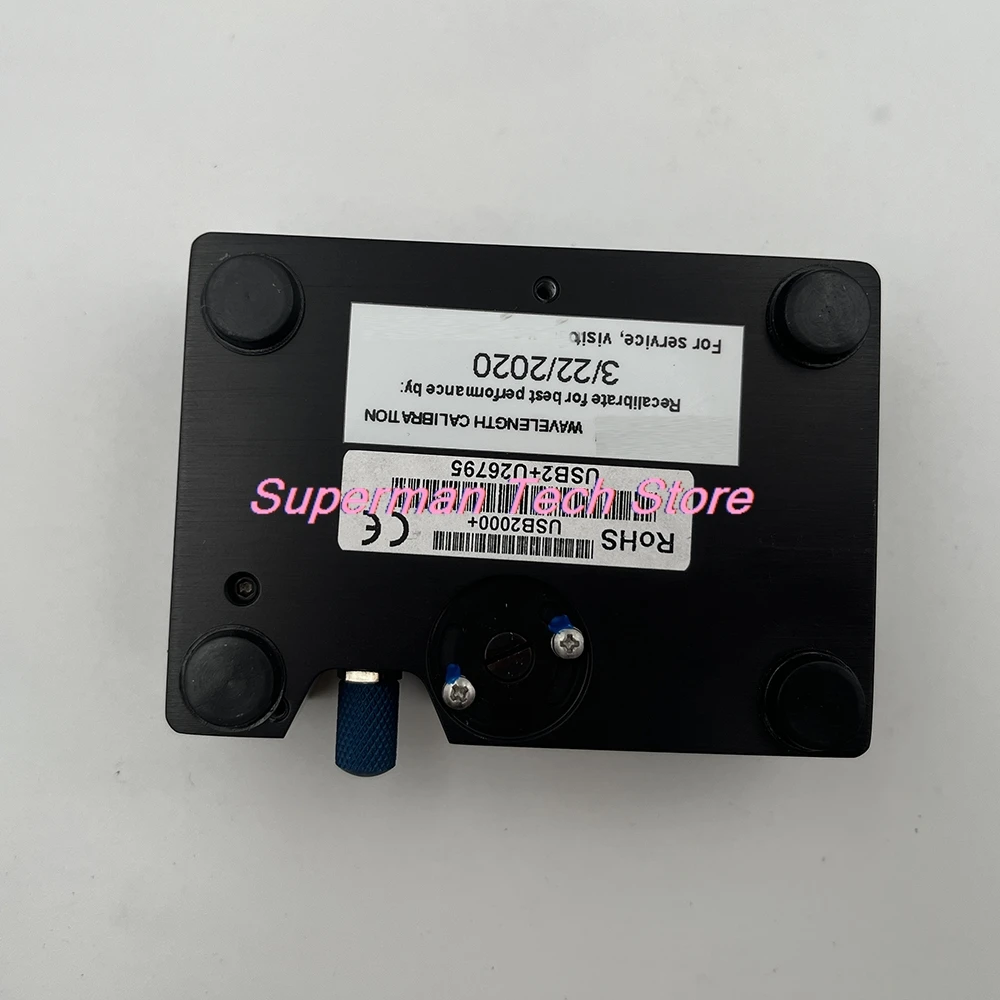 WAVELENGTH CALIBRATION
Recalibrate for best performance by:
3/22/2020
For service, visit:
RoHS
USB2000+
CE
USB2+U26795
Superman Tech Store